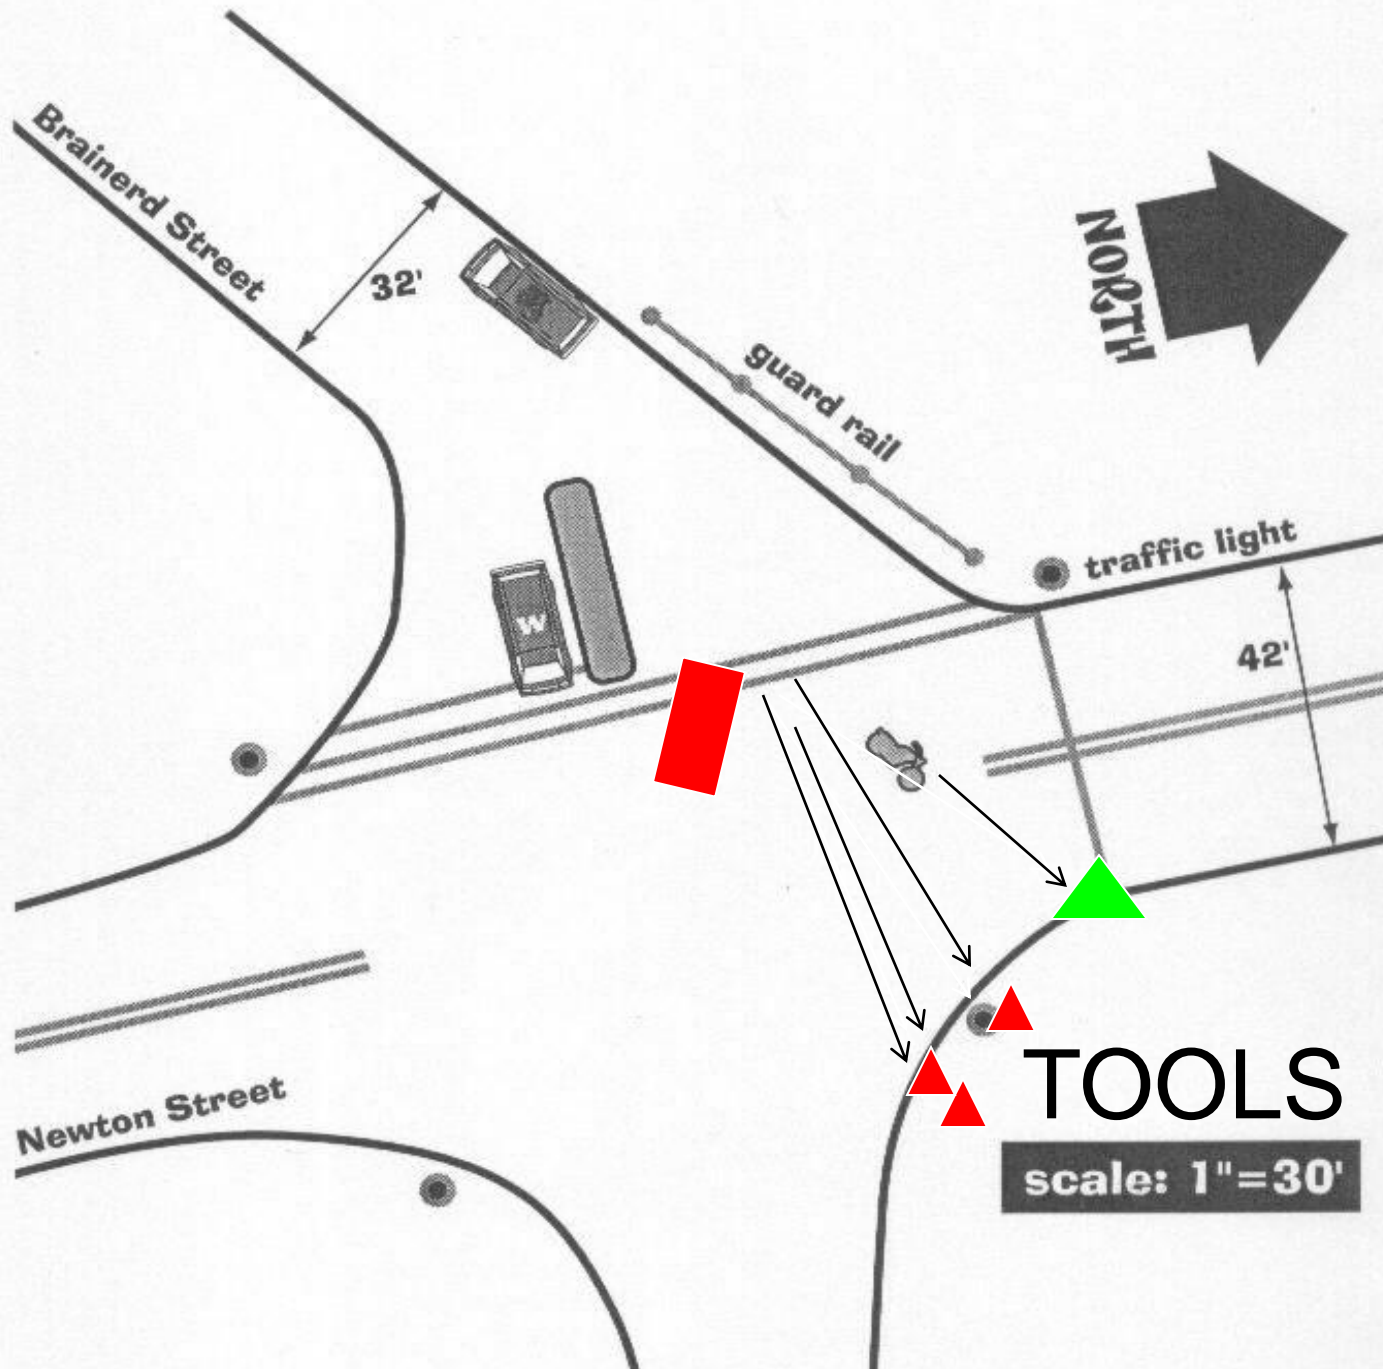 Brainerd Street
32'
guard rail
NORTH
traffic light
42'
W
Newton Street
TOOLS
scale: 1"=30'